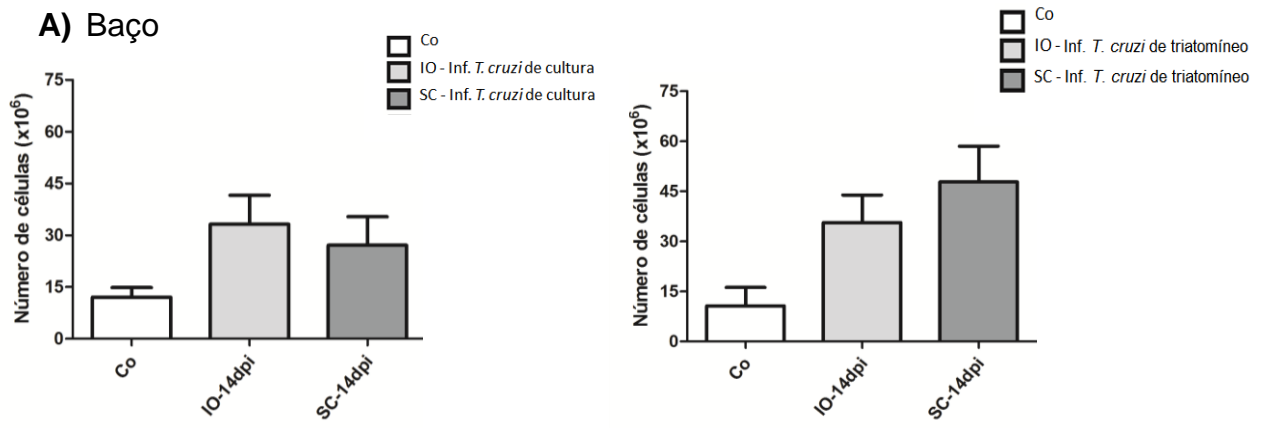 A) Baço
Co
IO - Inf. T. cruzi de cultura
SC - Inf. T. cruzi de cultura
Número de células (x10⁶)
75
60
45
30
15
0
Co
IO-14dpi
SC-14dpi
Co
IO - Inf. T. cruzi de triatomíneo
SC - Inf. T. cruzi de triatomíneo
Número de células (x10⁶)
75
60
45
30
15
0
Co
IO-14dpi
SC-14dpi